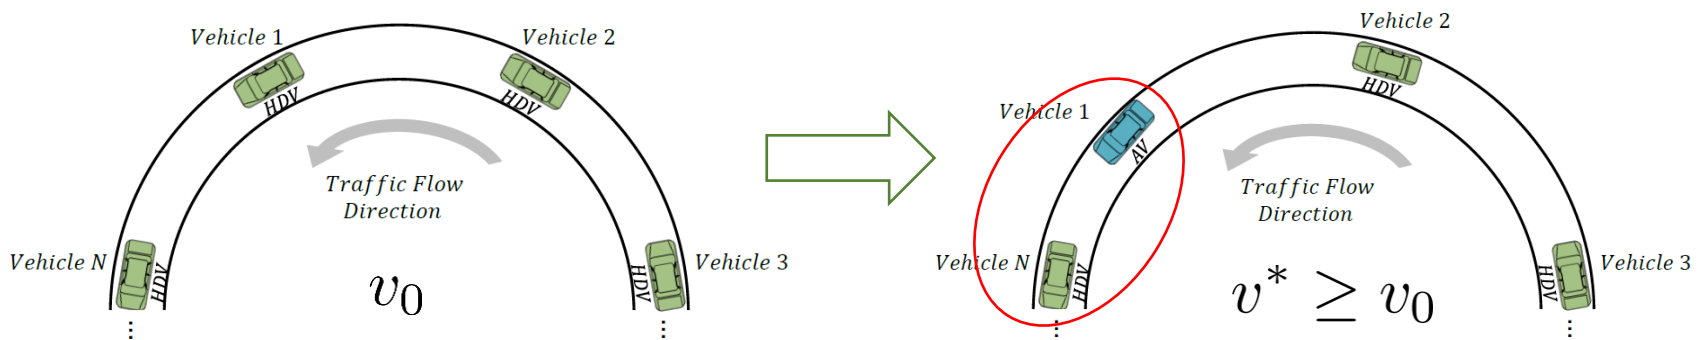 Vehicle 1
Vehicle 2
HDV
HDV
Traffic Flow
Direction
Vehicle N
HDV
HDV
Vehicle 3
v₀
⋮
⋮
Vehicle 2
HDV
Vehicle 1
AV
Traffic Flow
Direction
Vehicle N
HDV
HDV
Vehicle 3
v* ≥ v₀
⋮
⋮